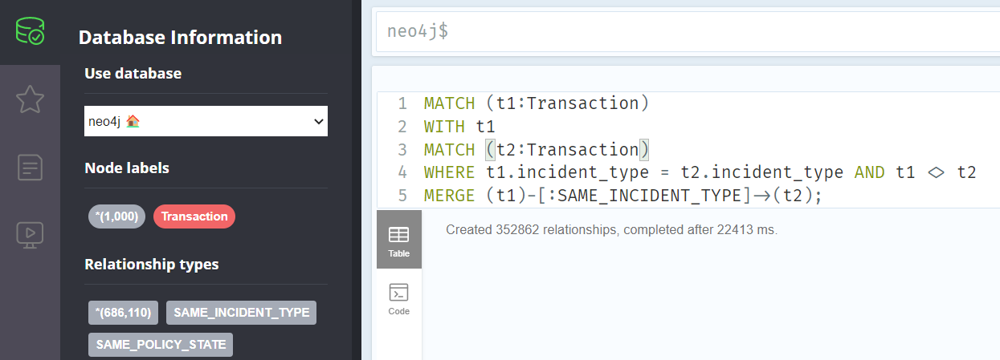 Database Information
Use database
neo4j
Node labels
*(1,000) Transaction
Relationship types
*(686,110) SAME_INCIDENT_TYPE
SAME_POLICY_STATE
neo4j$
1 MATCH (t1:Transaction)
2 WITH t1
3 MATCH (t2:Transaction)
4 WHERE t1.incident_type = t2.incident_type AND t1 <> t2
5 MERGE (t1)-[:SAME_INCIDENT_TYPE]->(t2);
Table
Created 352862 relationships, completed after 22413 ms.
Code